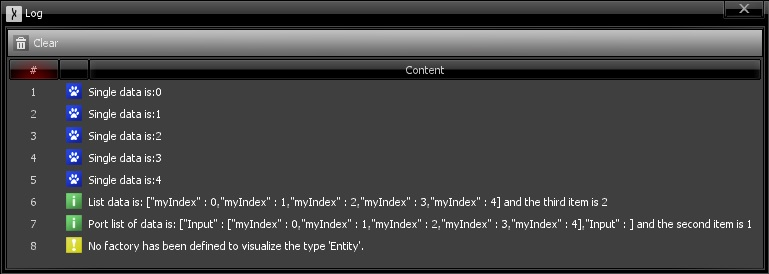 Log
Clear
# Content
1 Single data is:0
2 Single data is:1
3 Single data is:2
4 Single data is:3
5 Single data is:4
6 List data is: ["myIndex" : 0,"myIndex" : 1,"myIndex" : 2,"myIndex" : 3,"myIndex" : 4] and the third item is 2
7 Port list of data is: ["Input" : ["myIndex" : 0,"myIndex" : 1,"myIndex" : 2,"myIndex" : 3,"myIndex" : 4],"Input" : ] and the second item is 1
8 No factory has been defined to visualize the type 'Entity'.